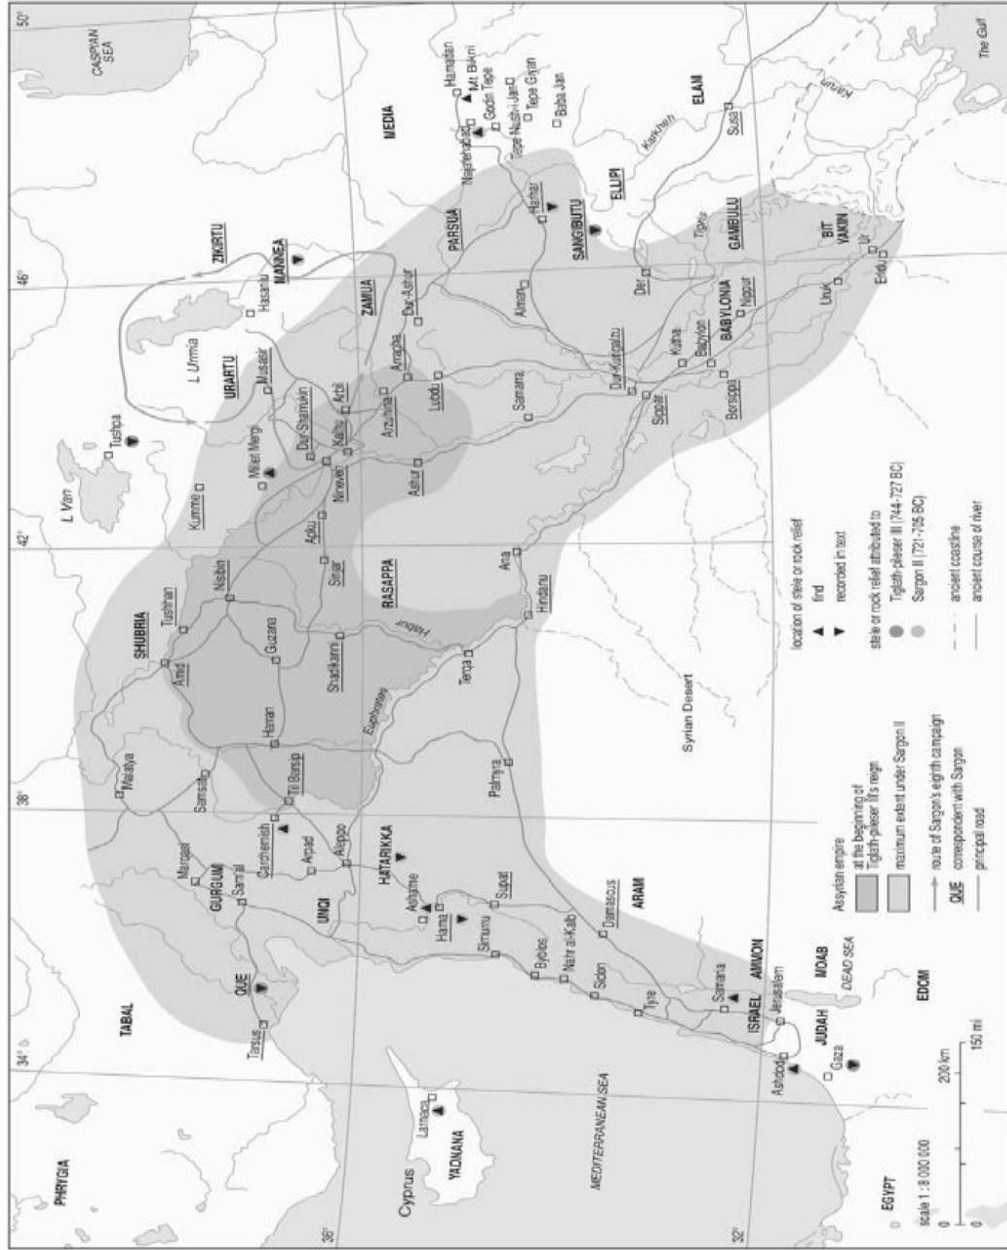 50°
46°
42°
38°
34°
36°
32°
CASPIAN
SEA
PHRYGIA
TABAL
Malatya
SHUBRIA
Amid
Tushhan
L Van
Tushpa
Kumme
URARTU
L Urmia
ZIKIRTU
MANNEA
Hasanlu
Musasir
Millet Mergi
MEDIA
Marqasi
GURGUM
Sam'al
Samsat
QUE
Tarsus
Carchemish
Til Barsip
Harran
Guzana
Nisibin
Arpad
Aleppo
UNQI
Shadikanni
Sinjar
Apku
Nineveh
Dur-Sharrukin
Kalhu
Arbil
ZAMUA
Arzuhina
Arrapha
Dur-Ashur
Lubdu
PARSUA
Ashur
RASAPPA
Habur
Euphrates
Najafehabad
Hamadan
Mt Bikni
Godin Tepe
Tepe Nush-i Jan
Tepe Giyan
Baba Jan
Harhar
SANGIBUTU
ELLIPI
ELAM
HATARIKKA
Hama
Supat
Simirru
Terqa
Palmyra
Hindanu
Ana
Samarra
Alman
Cyprus
Larnaca
YADNANA
MEDITERRANEAN SEA
Byblos
Nahr al-Kalb
Sidon
Tyre
Damascus
ARAM
Syrian Desert
Dur-Kurigalzu
Sippar
Kutha
Babylon
Borsippa
BABYLONIA
Nippur
Der
Tigris
GAMBULU
Karkheh
Karun
Susa
Samaria
ISRAEL
AMMON
Jerusalem
Ashdod
JUDAH
Gaza
MOAB
DEAD SEA
EDOM
EGYPT
Uruk
Ur
Eridu
BIT
YAKIN
The Gulf
scale 1 : 8 000 000
0 200 km
0 150 mi
Assyrian empire
at the beginning of
Tiglath-pileser III's reign
maximum extent under Sargon II
route of Sargon's eighth campaign
QUE correspondent with Sargon
principal road
location of stele or rock relief
find
recorded in text
stele or rock relief attributed to
Tiglath-pileser III (744-727 BC)
Sargon II (721-705 BC)
ancient coastline
ancient course of river